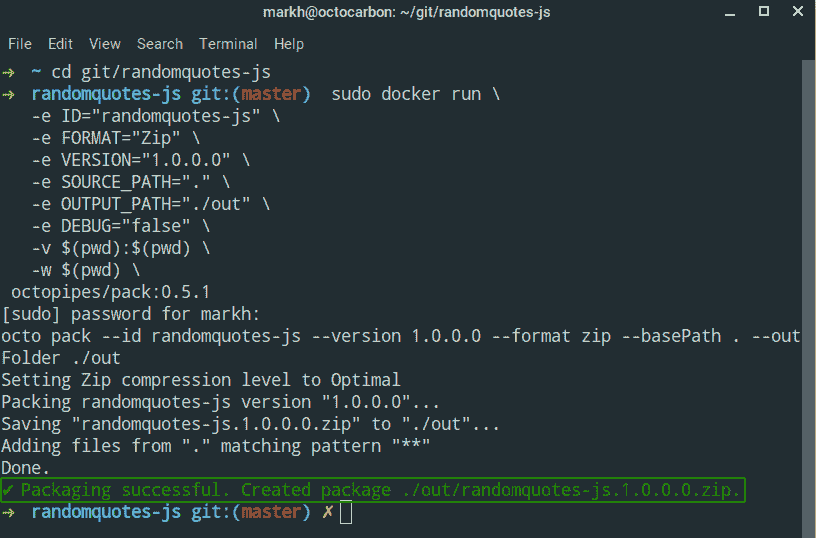 markh@octocarbon: ~/git/randomquotes-js
File Edit View Search Terminal Help
→ ~ cd git/randomquotes-js
→ randomquotes-js git:(master) sudo docker run \
-e ID="randomquotes-js" \
-e FORMAT="Zip" \
-e VERSION="1.0.0.0" \
-e SOURCE_PATH="." \
-e OUTPUT_PATH="./out" \
-e DEBUG="false" \
-v $(pwd):$(pwd) \
-w $(pwd) \
octopipes/pack:0.5.1
[sudo] password for markh:
octo pack --id randomquotes-js --version 1.0.0.0 --format zip --basePath . --out
Folder ./out
Setting Zip compression level to Optimal
Packing randomquotes-js version "1.0.0.0"...
Saving "randomquotes-js.1.0.0.0.zip" to "./out"...
Adding files from "." matching pattern "**"
Done.
✔ Packaging successful. Created package ./out/randomquotes-js.1.0.0.0.zip.
→ randomquotes-js git:(master) ✗